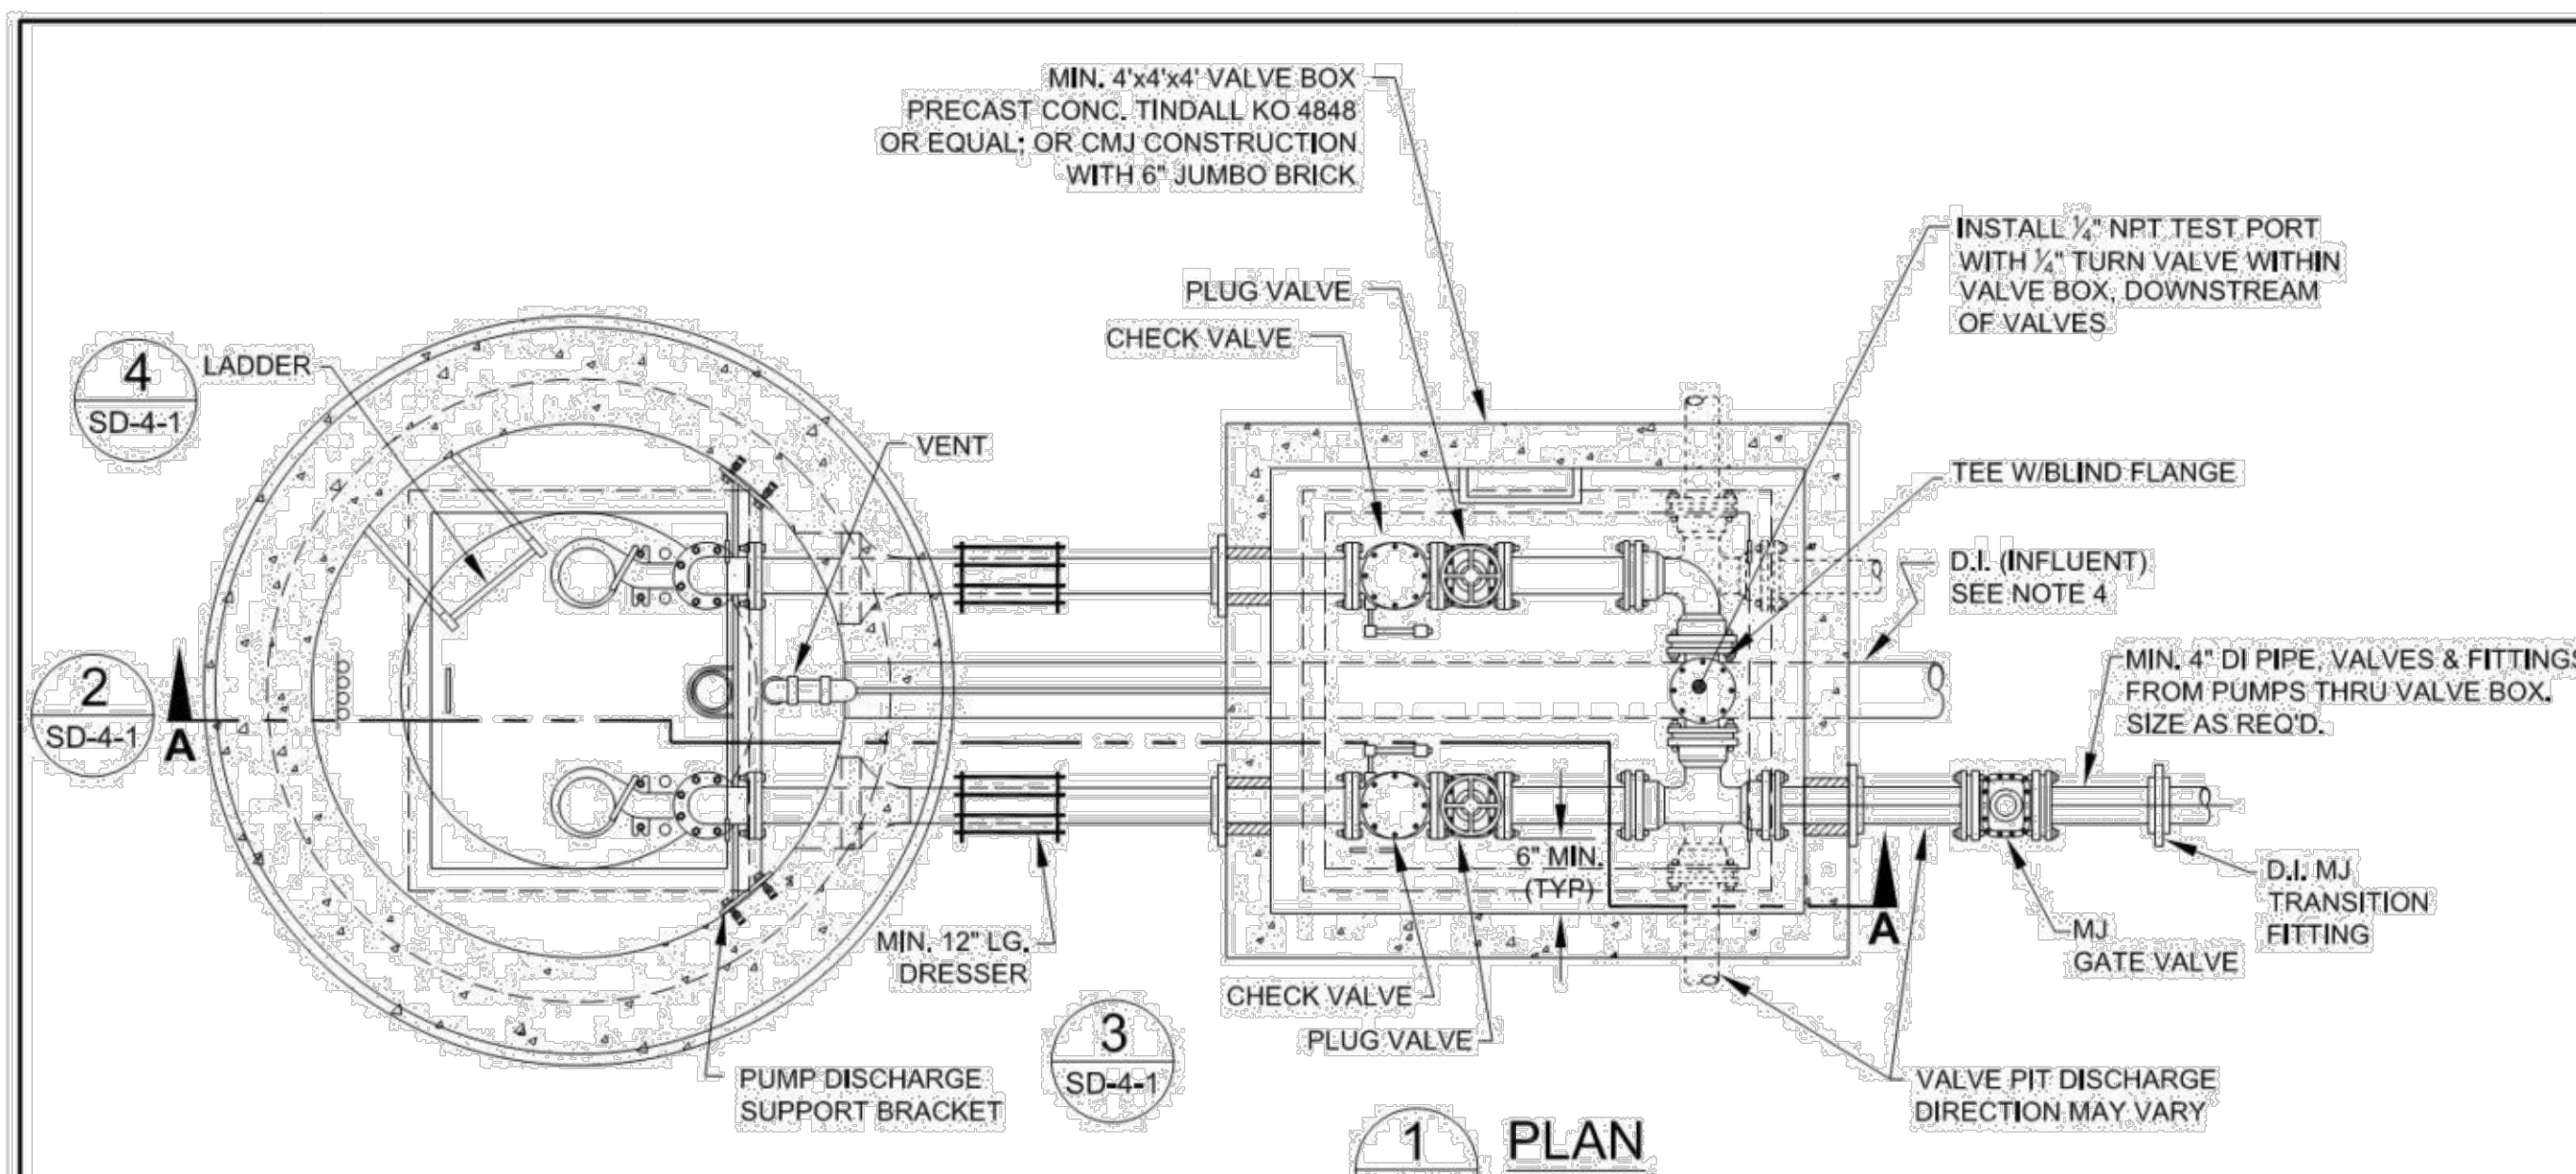 MIN. 4'x4'x4' VALVE BOX
PRECAST CONC. TINDALL KO 4848
OR EQUAL; OR CMJ CONSTRUCTION
WITH 6" JUMBO BRICK
INSTALL ¼" NPT TEST PORT
WITH ¼" TURN VALVE WITHIN
VALVE BOX, DOWNSTREAM
OF VALVES
PLUG VALVE
CHECK VALVE
4
SD-4-1
LADDER
VENT
TEE W/BLIND FLANGE
D.I. (INFLUENT)
SEE NOTE 4
2
SD-4-1
A
MIN. 4" DI PIPE, VALVES & FITTINGS
FROM PUMPS THRU VALVE BOX.
SIZE AS REQ'D.
6" MIN.
(TYP)
A
D.I. MJ
TRANSITION
FITTING
MJ
GATE VALVE
MIN. 12" LG.
DRESSER
CHECK VALVE
PLUG VALVE
3
SD-4-1
PUMP DISCHARGE
SUPPORT BRACKET
VALVE PIT DISCHARGE
DIRECTION MAY VARY
1
PLAN